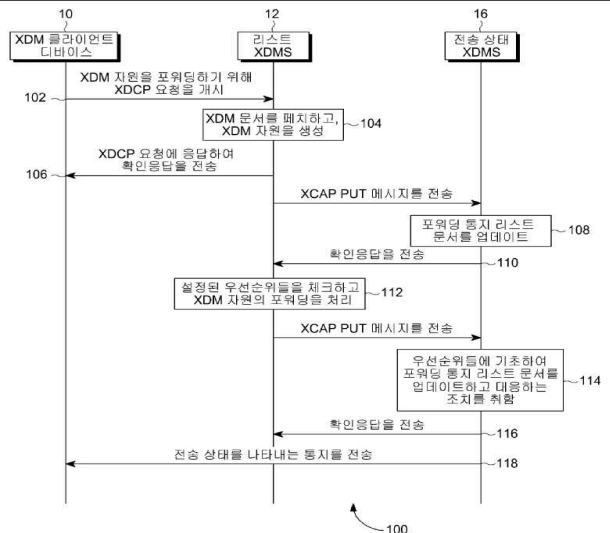 10
12
16
XDM 클라이언트
디바이스
리스트
XDMS
전송 상태
XDMS
XDM 자원을 포워딩하기 위해
XDCP 요청을 개시
102
XDM 문서를 페치하고,
XDM 자원을 생성
104
XDCP 요청에 응답하여
확인응답을 전송
106
XCAP PUT 메시지를 전송
포워딩 통지 리스트
문서를 업데이트
108
확인응답을 전송
110
설정된 우선순위들을 체크하고
XDM 자원의 포워딩을 처리
112
XCAP PUT 메시지를 전송
우선순위들에 기초하여
포워딩 통지 리스트 문서를
업데이트하고 대응하는
조치를 취함
114
확인응답을 전송
116
전송 상태를 나타내는 통지를 전송
118
100